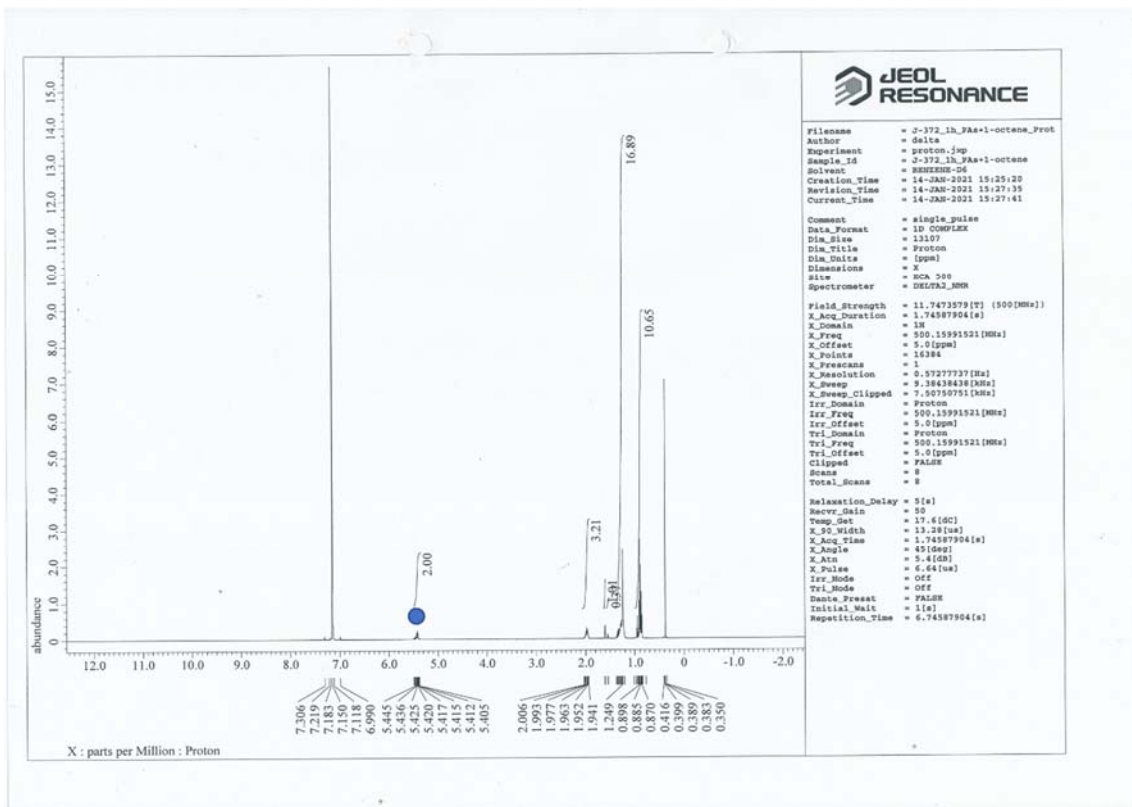 JEOL
RESONANCE
Filename = J-372_1h_PAs+1-octene_Prot
Author = delta
Experiment = proton.jxp
Sample_Id = J-372_1h_PAs+1-octene
Solvent = BENZENE-D6
Creation_Time = 14-JAN-2021 15:25:20
Revision_Time = 14-JAN-2021 15:27:35
Current_Time = 14-JAN-2021 15:27:41
Comment = single_pulse
Data_Format = 1D COMPLEX
Dim_Size = 13107
Dim_Title = Proton
Dim_Units = [ppm]
Dimensions = X
Site = ECA 500
Spectrometer = DELTA2_NMR
Field_Strength = 11.7473579[T] (500[MHz])
X_Acq_Duration = 1.74587904[s]
X_Domain = 1H
X_Freq = 500.15991521[MHz]
X_Offset = 5.0[ppm]
X_Points = 16384
X_Prescans = 1
X_Resolution = 0.57277737[Hz]
X_Sweep = 9.38438438[kHz]
X_Sweep_Clipped = 7.50750751[kHz]
Irr_Domain = Proton
Irr_Freq = 500.15991521[MHz]
Irr_Offset = 5.0[ppm]
Tri_Domain = Proton
Tri_Freq = 500.15991521[MHz]
Tri_Offset = 5.0[ppm]
Clipped = FALSE
Scans = 8
Total_Scans = 8
Relaxation_Delay = 5[s]
Recvr_Gain = 50
Temp_Get = 17.6[dC]
X_90_Width = 13.28[us]
X_Acq_Time = 1.74587904[s]
X_Angle = 45[deg]
X_Atn = 5.4[dB]
X_Pulse = 6.64[us]
Irr_Mode = Off
Tri_Mode = Off
Dante_Presat = FALSE
Initial_Wait = 1[s]
Repetition_Time = 6.74587904[s]
abundance
15.0
14.0
13.0
12.0
11.0
10.0
9.0
8.0
7.0
6.0
5.0
4.0
3.0
2.0
1.0
0
2.00
3.21
16.89
10.65
12.0 11.0 10.0 9.0 8.0 7.0 6.0 5.0 4.0 3.0 2.0 1.0 0 -1.0 -2.0
7.306
7.219
7.183
7.150
7.118
6.990
5.445
5.436
5.425
5.420
5.417
5.415
5.412
5.405
2.006
1.993
1.977
1.963
1.952
1.941
1.249
0.898
0.885
0.870
0.416
0.399
0.389
0.383
0.350
X : parts per Million : Proton